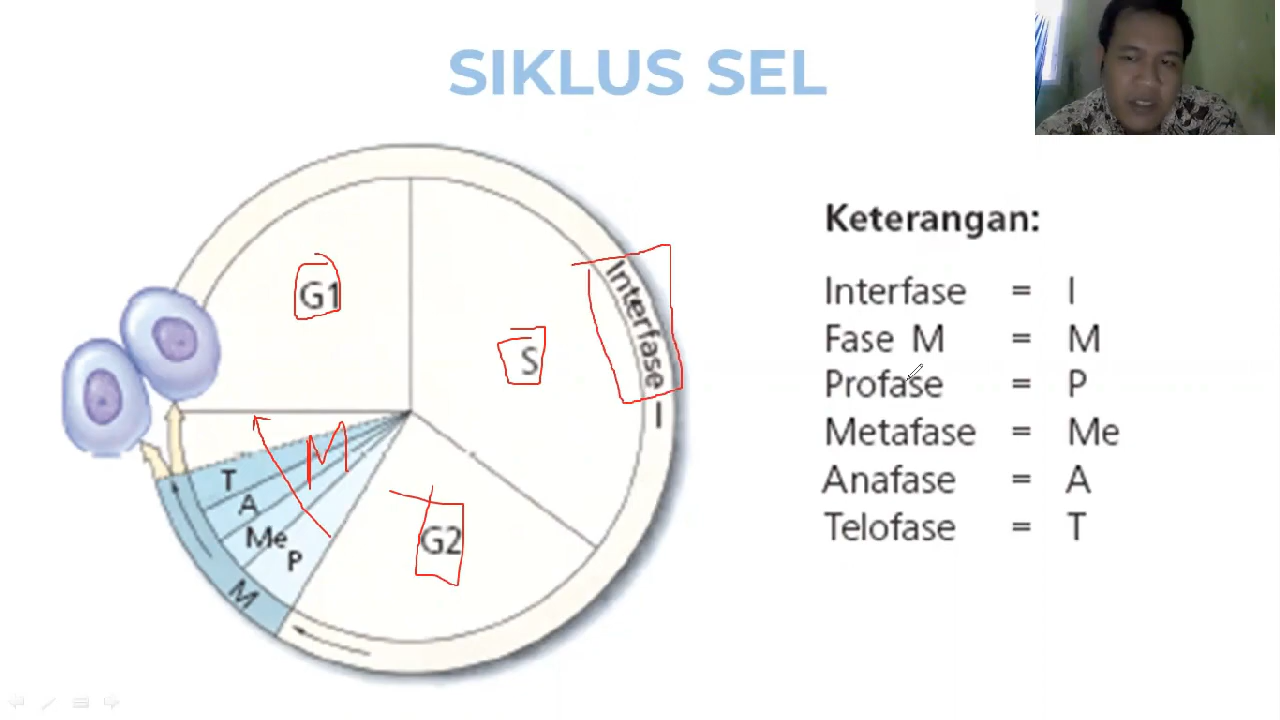 SIKLUS SEL
G1
S
Interfase
M
T
A
Me
P
G2
M
Keterangan:
Interfase = I
Fase M = M
Profase = P
Metafase = Me
Anafase = A
Telofase = T